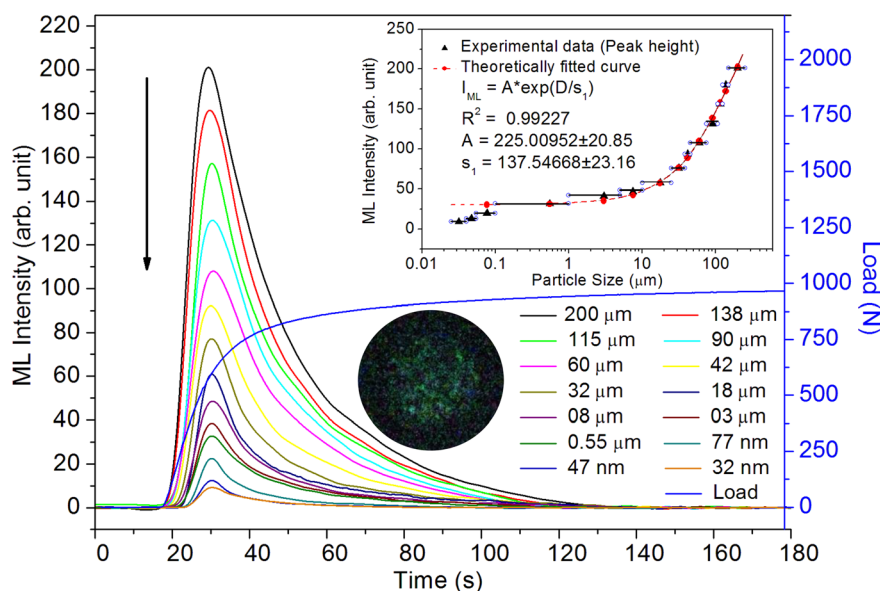 220
200
180
160
140
120
100
80
60
40
20
0
ML Intensity (arb. unit)
0 20 40 60 80 100 120 140 160 180
Time (s)
2000
1750
1500
1250
1000
750
500
250
0
Load (N)
250
200
150
100
50
0
ML Intensity (arb. unit)
0.01 0.1 1 10 100
Particle Size (μm)
Experimental data (Peak height)
Theoretically fitted curve
I_ML = A*exp(D/s_1)
R² = 0.99227
A = 225.00952±20.85
s_1 = 137.54668±23.16
200 μm 138 μm
115 μm 90 μm
60 μm 42 μm
32 μm 18 μm
08 μm 03 μm
0.55 μm 77 nm
47 nm 32 nm
Load